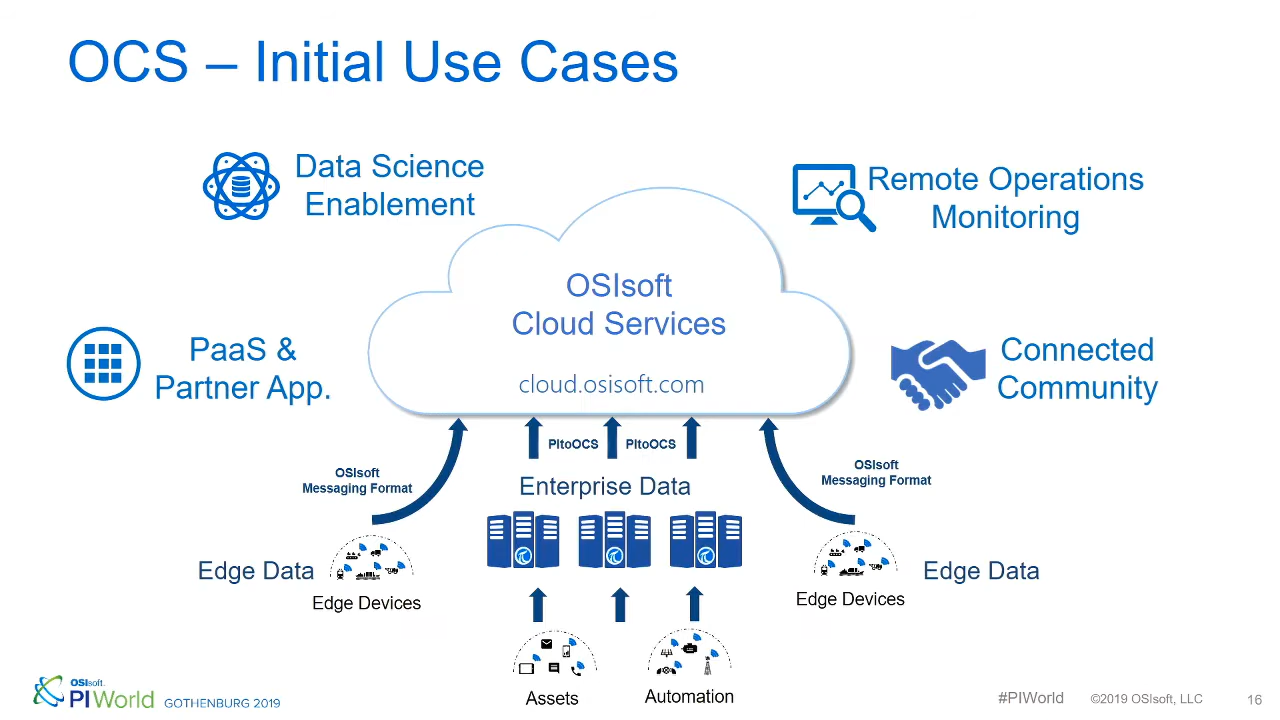 OCS – Initial Use Cases
Data Science
Enablement
Remote Operations
Monitoring
OSIsoft
Cloud Services
cloud.osisoft.com
PaaS &
Partner App.
Connected
Community
PItoOCS
PItoOCS
OSIsoft
Messaging Format
OSIsoft
Messaging Format
Enterprise Data
Edge Data
Edge Devices
Edge Data
Edge Devices
Assets
Automation
OSIsoft.
PI World GOTHENBURG 2019
#PIWorld ©2019 OSIsoft, LLC 16